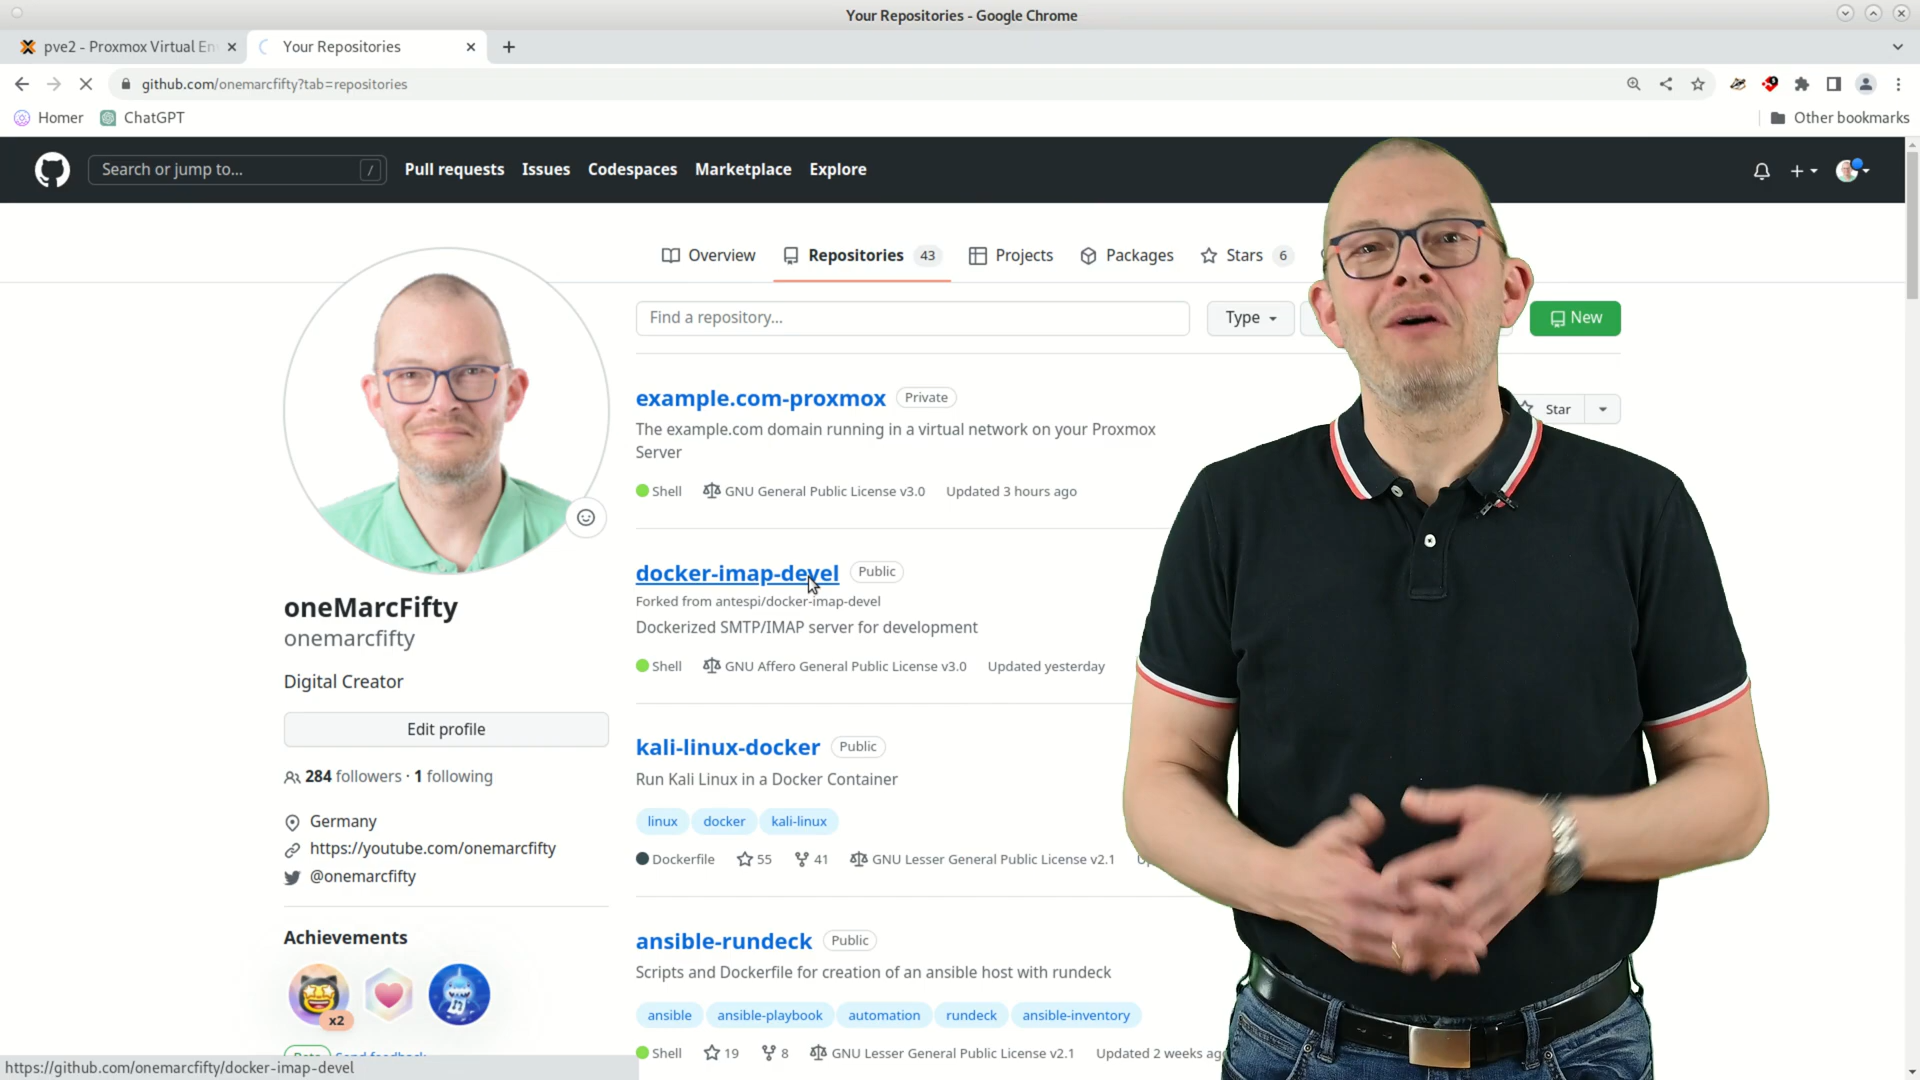 Your Repositories - Google Chrome
pve2 - Proxmox Virtual En
Your Repositories
github.com/onemarcfifty?tab=repositories
Homer
ChatGPT
Other bookmarks
Search or jump to...
/
Pull requests
Issues
Codespaces
Marketplace
Explore
Overview
Repositories 43
Projects
Packages
Stars 6
Find a repository...
Type
New
example.com-proxmox Private
The example.com domain running in a virtual network on your Proxmox
Server
Shell GNU General Public License v3.0 Updated 3 hours ago
Star
docker-imap-devel Public
Forked from antespi/docker-imap-devel
Dockerized SMTP/IMAP server for development
Shell GNU Affero General Public License v3.0 Updated yesterday
oneMarcFifty
onemarcfifty
Digital Creator
Edit profile
284 followers · 1 following
Germany
https://youtube.com/onemarcfifty
@onemarcfifty
Achievements
x2
Beta Send feedback
kali-linux-docker Public
Run Kali Linux in a Docker Container
linux docker kali-linux
Dockerfile 55 41 GNU Lesser General Public License v2.1
ansible-rundeck Public
Scripts and Dockerfile for creation of an ansible host with rundeck
ansible ansible-playbook automation rundeck ansible-inventory
Shell 19 8 GNU Lesser General Public License v2.1 Updated 2 weeks ago
https://github.com/onemarcfifty/docker-imap-devel